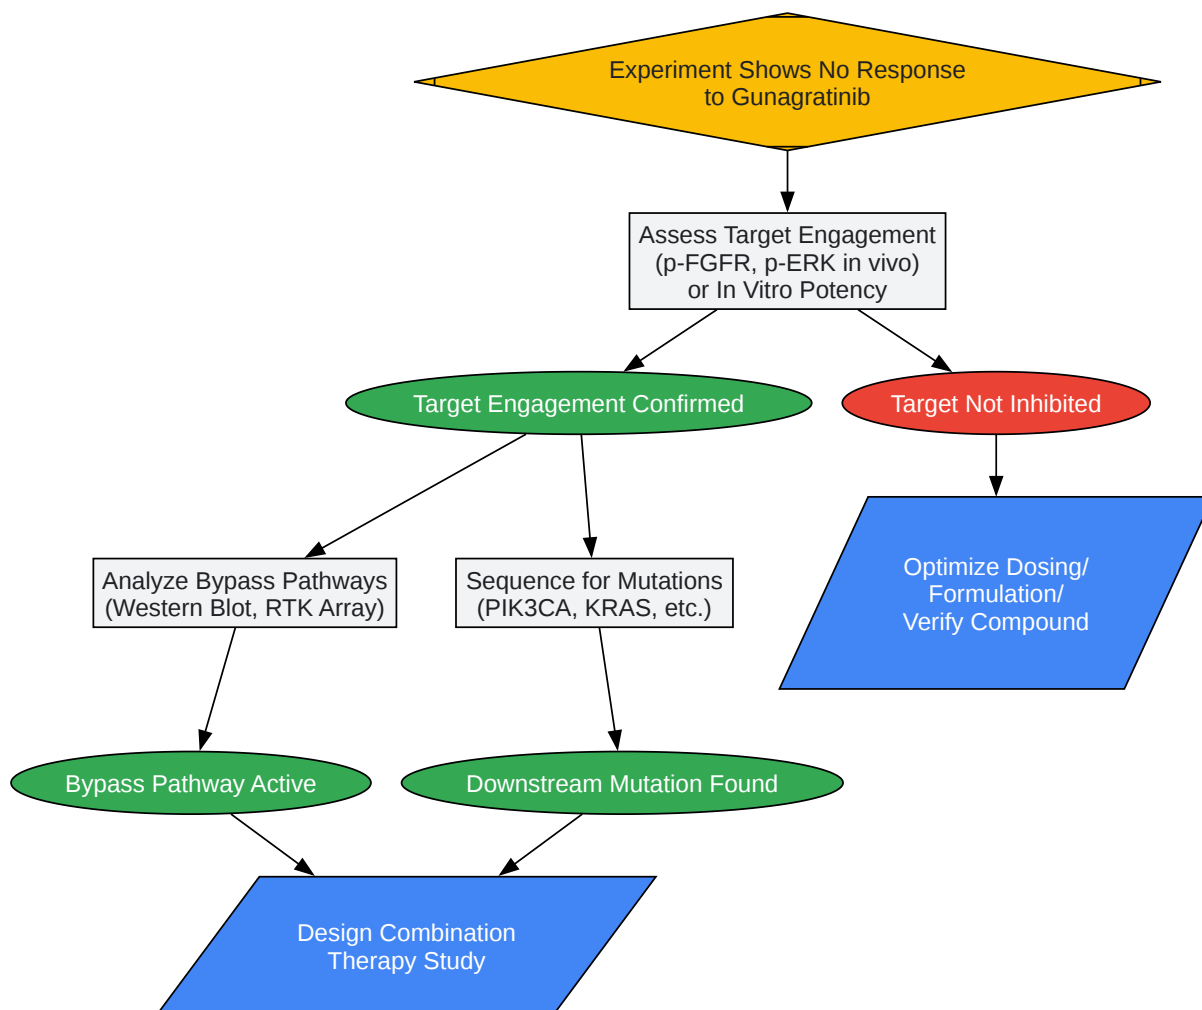 Experiment Shows No Response
to Gunagratinib
Assess Target Engagement
(p-FGFR, p-ERK in vivo)
or In Vitro Potency
Target Engagement Confirmed
Target Not Inhibited
Analyze Bypass Pathways
(Western Blot, RTK Array)
Sequence for Mutations
(PIK3CA, KRAS, etc.)
Optimize Dosing/
Formulation/
Verify Compound
Bypass Pathway Active
Downstream Mutation Found
Design Combination
Therapy Study